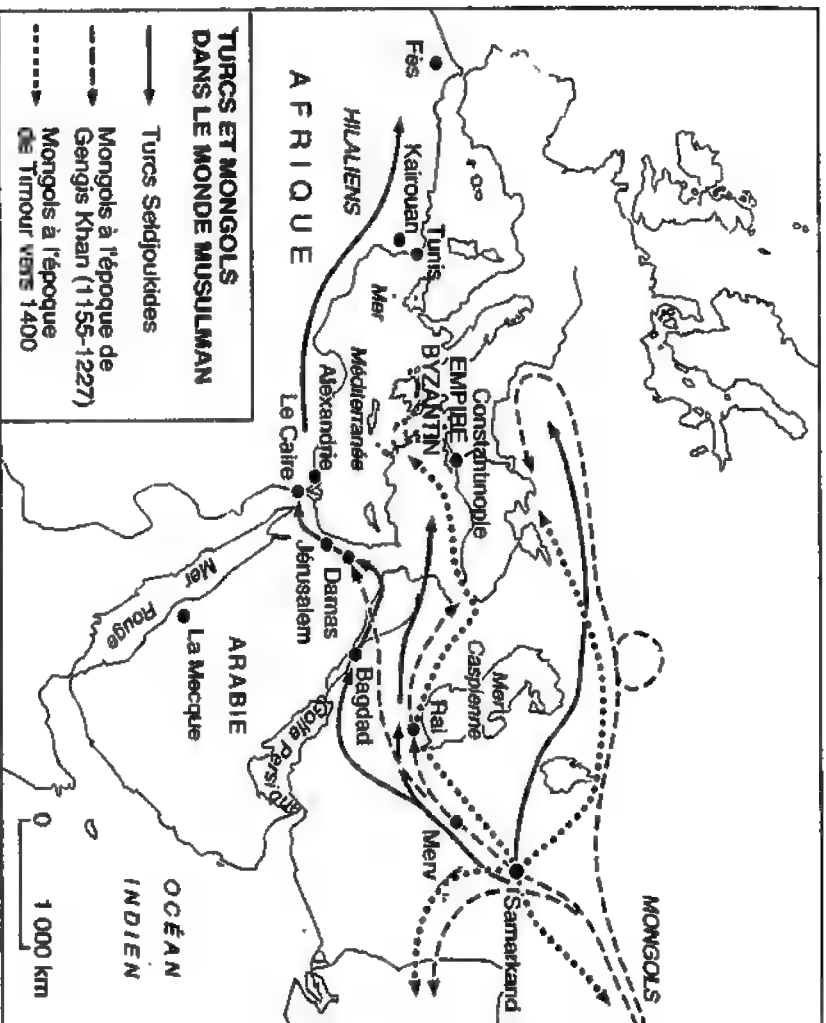 MONGOLS
Samarkand
Merv
Mer
Caspienne
Rai
Constantinople
EMPIRE
BYZANTIN
Bagdad
Golfe Persique
Damas
Jérusalem
Mer
Méditerranée
Alexandrie
Le Caire
Tunis
Kairouan
Fès
HILALIENS
AFRIQUE
ARABIE
La Mecque
Mer Rouge
OCÉAN
INDIEN
0 1 000 km
TURCS ET MONGOLS
DANS LE MONDE MUSULMAN
Turcs Seldjoukides
Mongols à l'époque de
Gengis Khan (1155-1227)
Mongols à l'époque
de Timour vers 1400